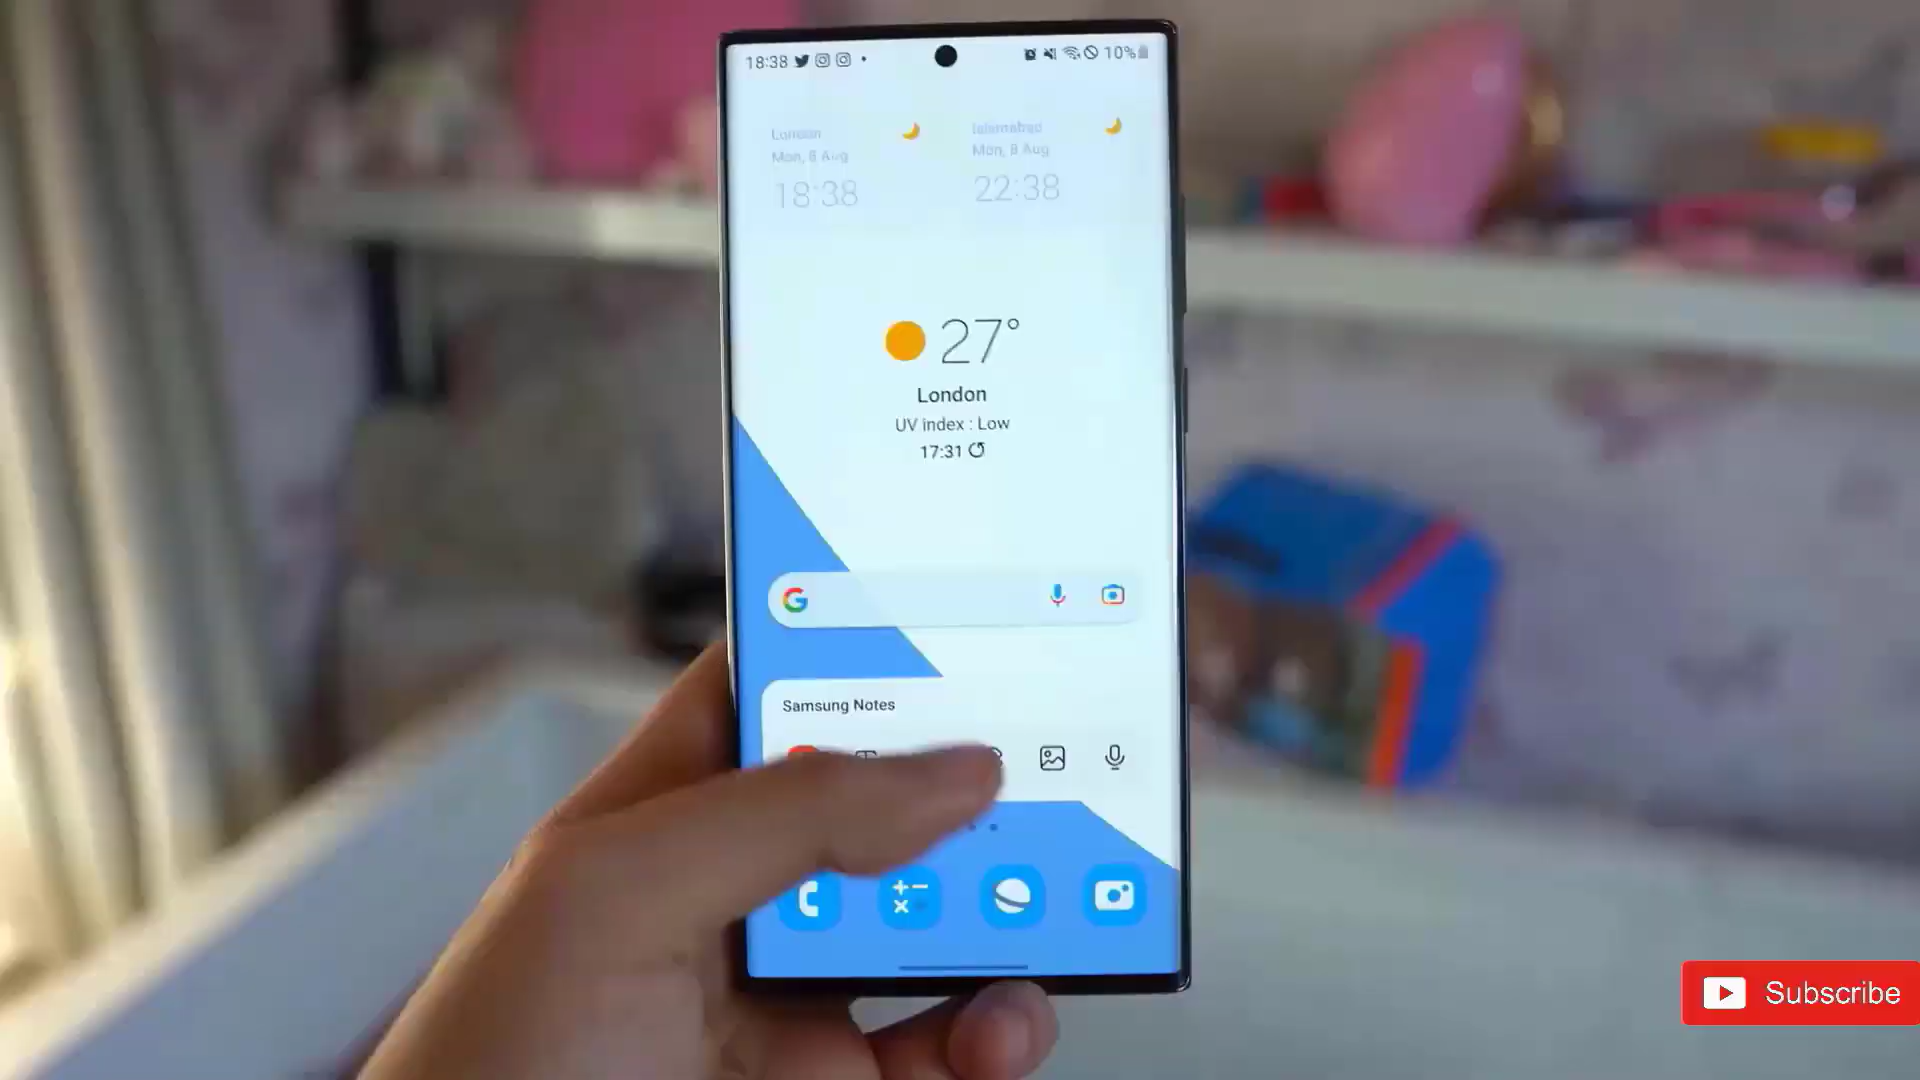 18:38
10%
London
Mon, 8 Aug
18:38
Islamabad
Mon, 8 Aug
22:38
27°
London
UV index : Low
17:31
G
Samsung Notes
Subscribe